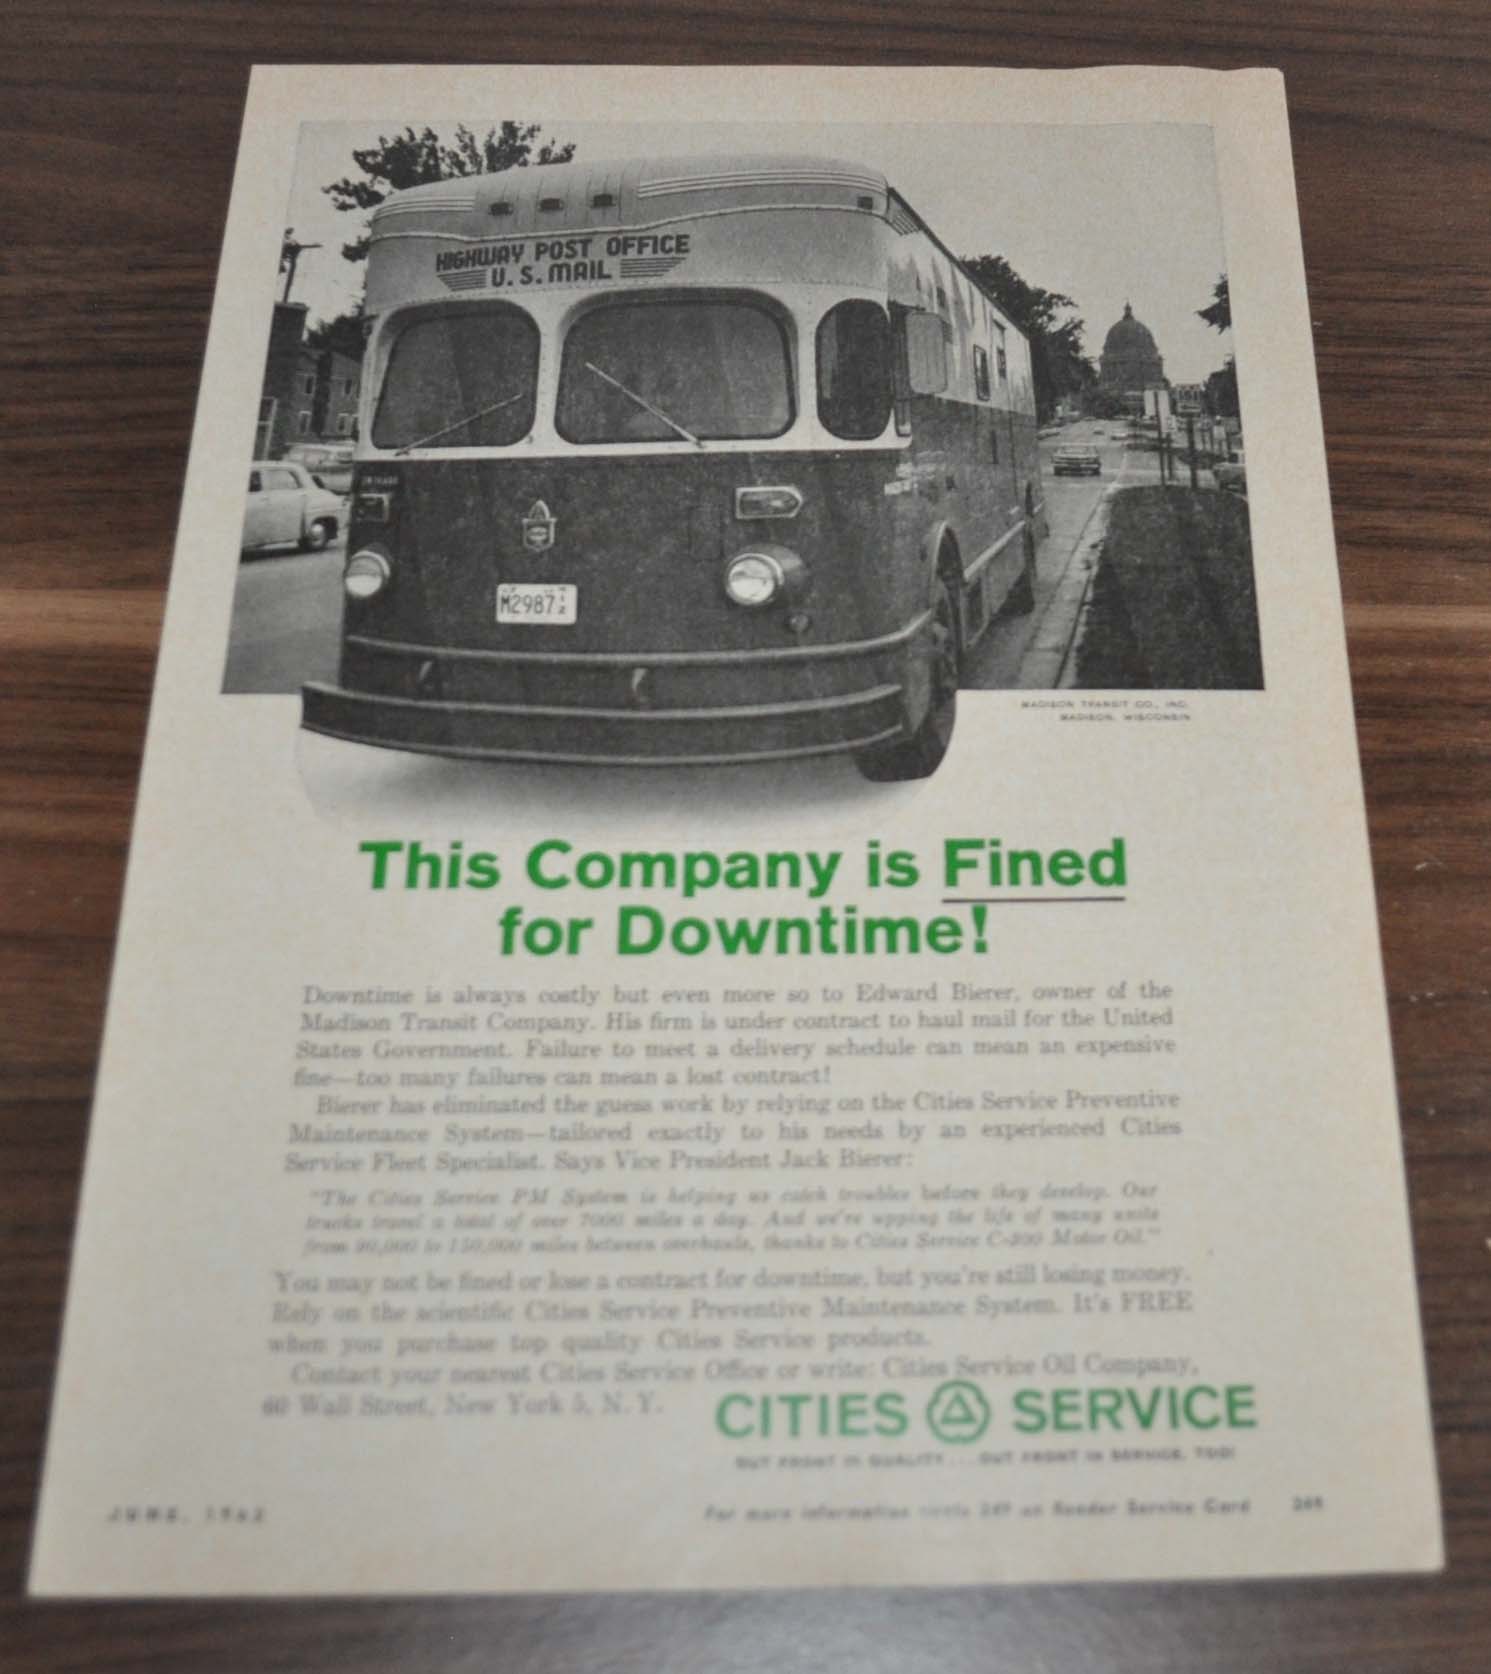 HIGHWAY POST OFFICE
U. S. MAIL
M2987
MADISON TRANSIT CO., INC.
MADISON, WISCONSIN
This Company is Fined
for Downtime!
Downtime is always costly but even more so to Edward Bierer, owner of the
Madison Transit Company. His firm is under contract to haul mail for the United
States Government. Failure to meet a delivery schedule can mean an expensive
fine—too many failures can mean a lost contract!
Bierer has eliminated the guess work by relying on the Cities Service Preventive
Maintenance System—tailored exactly to his needs by an experienced Cities
Service Fleet Specialist. Says Vice President Jack Bierer:
"The Cities Service PM System is helping us catch troubles before they develop. Our
trucks travel a total of over 7000 miles a day. And we're upping the life of many units
from 90,000 to 150,000 miles between overhauls, thanks to Cities Service C-300 Motor Oil."
You may not be fined or lose a contract for downtime, but you're still losing money.
Rely on the scientific Cities Service Preventive Maintenance System. It's FREE
when you purchase top quality Cities Service products.
Contact your nearest Cities Service Office or write: Cities Service Oil Company,
60 Wall Street, New York 5, N. Y.
CITIES SERVICE
OUT FRONT IN QUALITY . . . OUT FRONT IN SERVICE, TOO!
JUNE, 1962
For more information circle on Reader Service Card